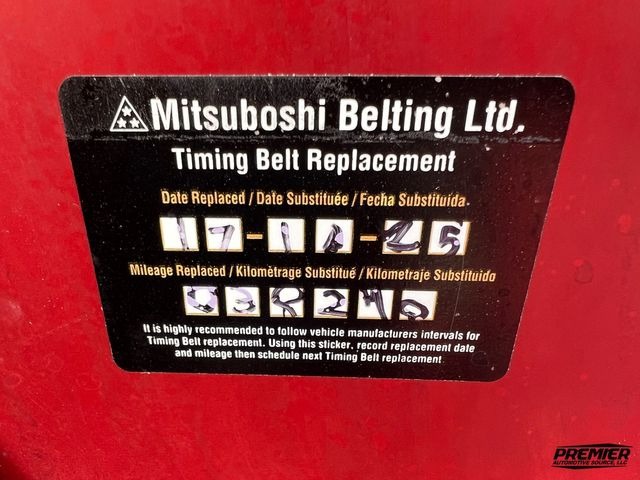 Mitsuboshi Belting Ltd.
Timing Belt Replacement
Date Replaced / Date Substituée / Fecha Substituida
Mileage Replaced / Kilomètrage Substitué / Kilometraje Substituido
It is highly recommended to follow vehicle manufacturers intervals for
Timing Belt replacement. Using this sticker, record replacement date
and mileage then schedule next Timing Belt replacement.
PREMIER
AUTOMOTIVE SOURCE, LLC